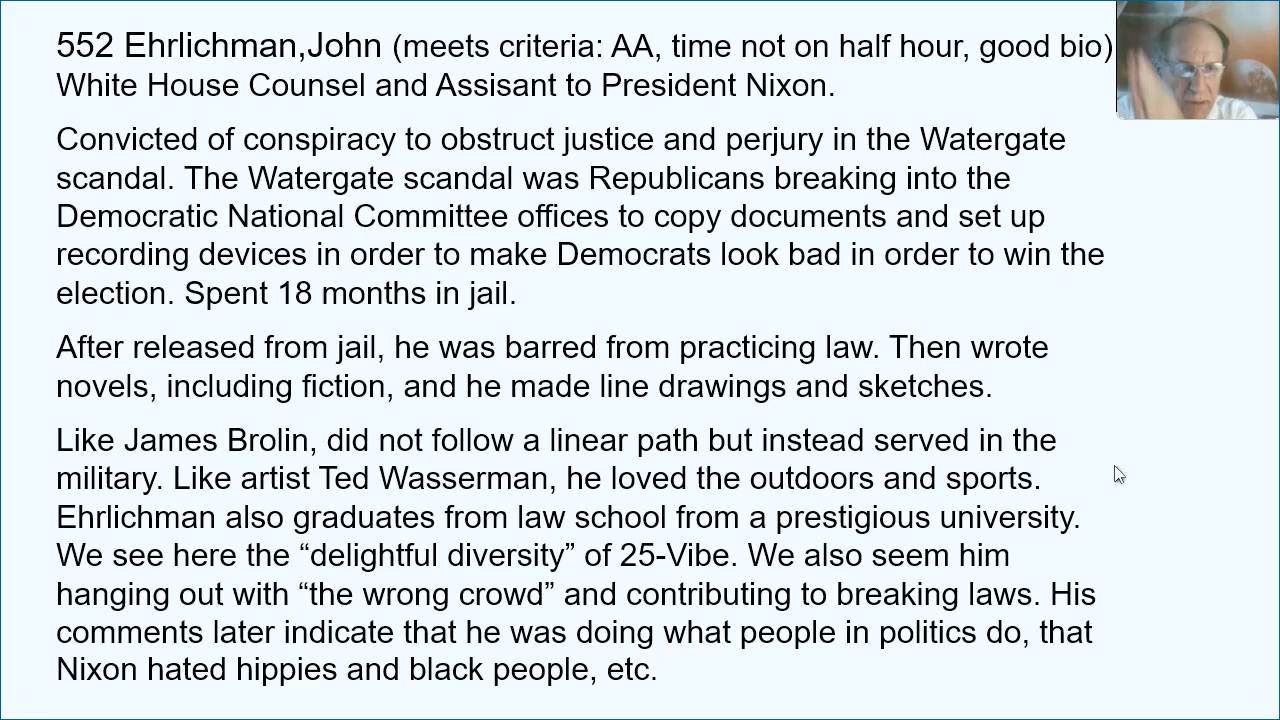 552 Ehrlichman,John (meets criteria: AA, time not on half hour, good bio)
White House Counsel and Assisant to President Nixon.
Convicted of conspiracy to obstruct justice and perjury in the Watergate
scandal. The Watergate scandal was Republicans breaking into the
Democratic National Committee offices to copy documents and set up
recording devices in order to make Democrats look bad in order to win the
election. Spent 18 months in jail.
After released from jail, he was barred from practicing law. Then wrote
novels, including fiction, and he made line drawings and sketches.
Like James Brolin, did not follow a linear path but instead served in the
military. Like artist Ted Wasserman, he loved the outdoors and sports.
Ehrlichman also graduates from law school from a prestigious university.
We see here the “delightful diversity” of 25-Vibe. We also seem him
hanging out with “the wrong crowd” and contributing to breaking laws. His
comments later indicate that he was doing what people in politics do, that
Nixon hated hippies and black people, etc.